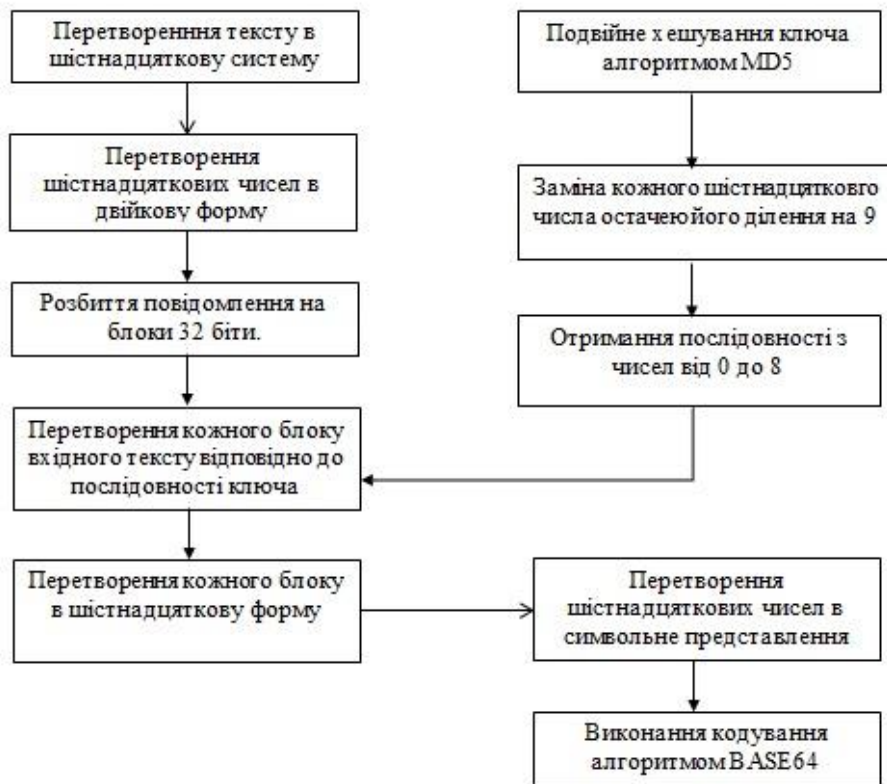 Перетворенння тексту в
шістнадцяткову систему
Перетворення
шістнадцяткових чисел в
двійкову форму
Розбиття повідомлення на
блоки 32 біти.
Перетворення кожного блоку
вхідного тексту відповідно до
послідовності ключа
Перетворення кожного блоку
в шістнадцяткову форму
Подвійне хешування ключа
алгоритмом MD5
Заміна кожного шістнадцятковго
числа остачею його ділення на 9
Отримання послідовності з
чисел від 0 до 8
Перетворення
шістнадцяткових чисел в
символьне представлення
Виконання кодування
алгоритмом BASE64